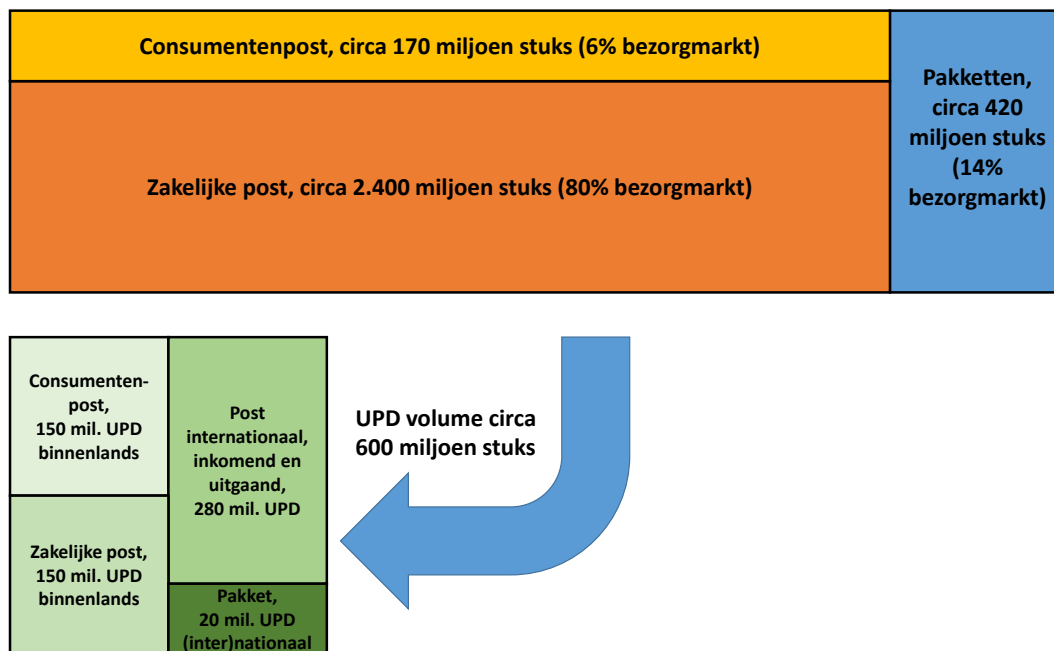 Consumentenpost, circa 170 miljoen stuks (6% bezorgmarkt)
Zakelijke post, circa 2.400 miljoen stuks (80% bezorgmarkt)
Pakketten,
circa 420
miljoen stuks
(14%
bezorgmarkt)
Consumenten-
post,
150 mil. UPD
binnenlands
Zakelijke post,
150 mil. UPD
binnenlands
Post
internationaal,
inkomend en
uitgaand,
280 mil. UPD
Pakket,
20 mil. UPD
(inter)nationaal
UPD volume circa
600 miljoen stuks